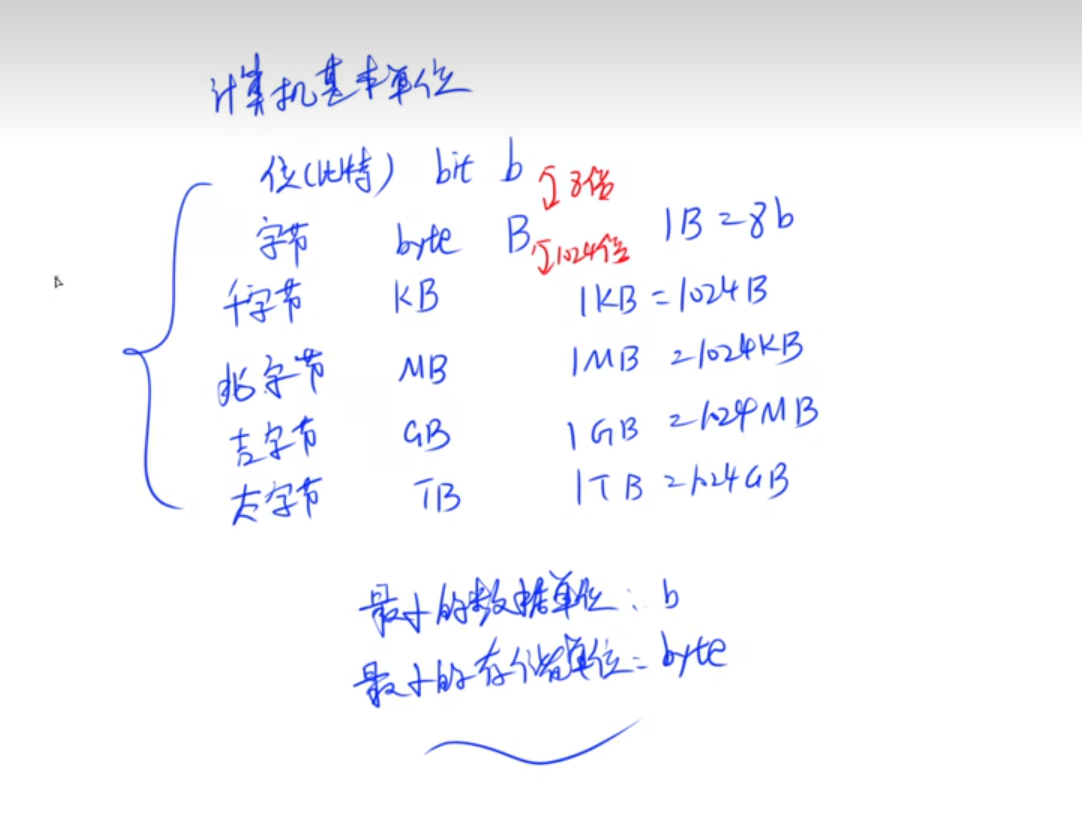 计算机基本单位
位(比特) bit b
8倍
字节 byte B 1B=8b
1024倍
千字节 KB 1KB=1024B
兆字节 MB 1MB=1024KB
吉字节 GB 1GB=1024MB
太字节 TB 1TB=1024GB
最小的数据单位: b
最小的存储单位: byte